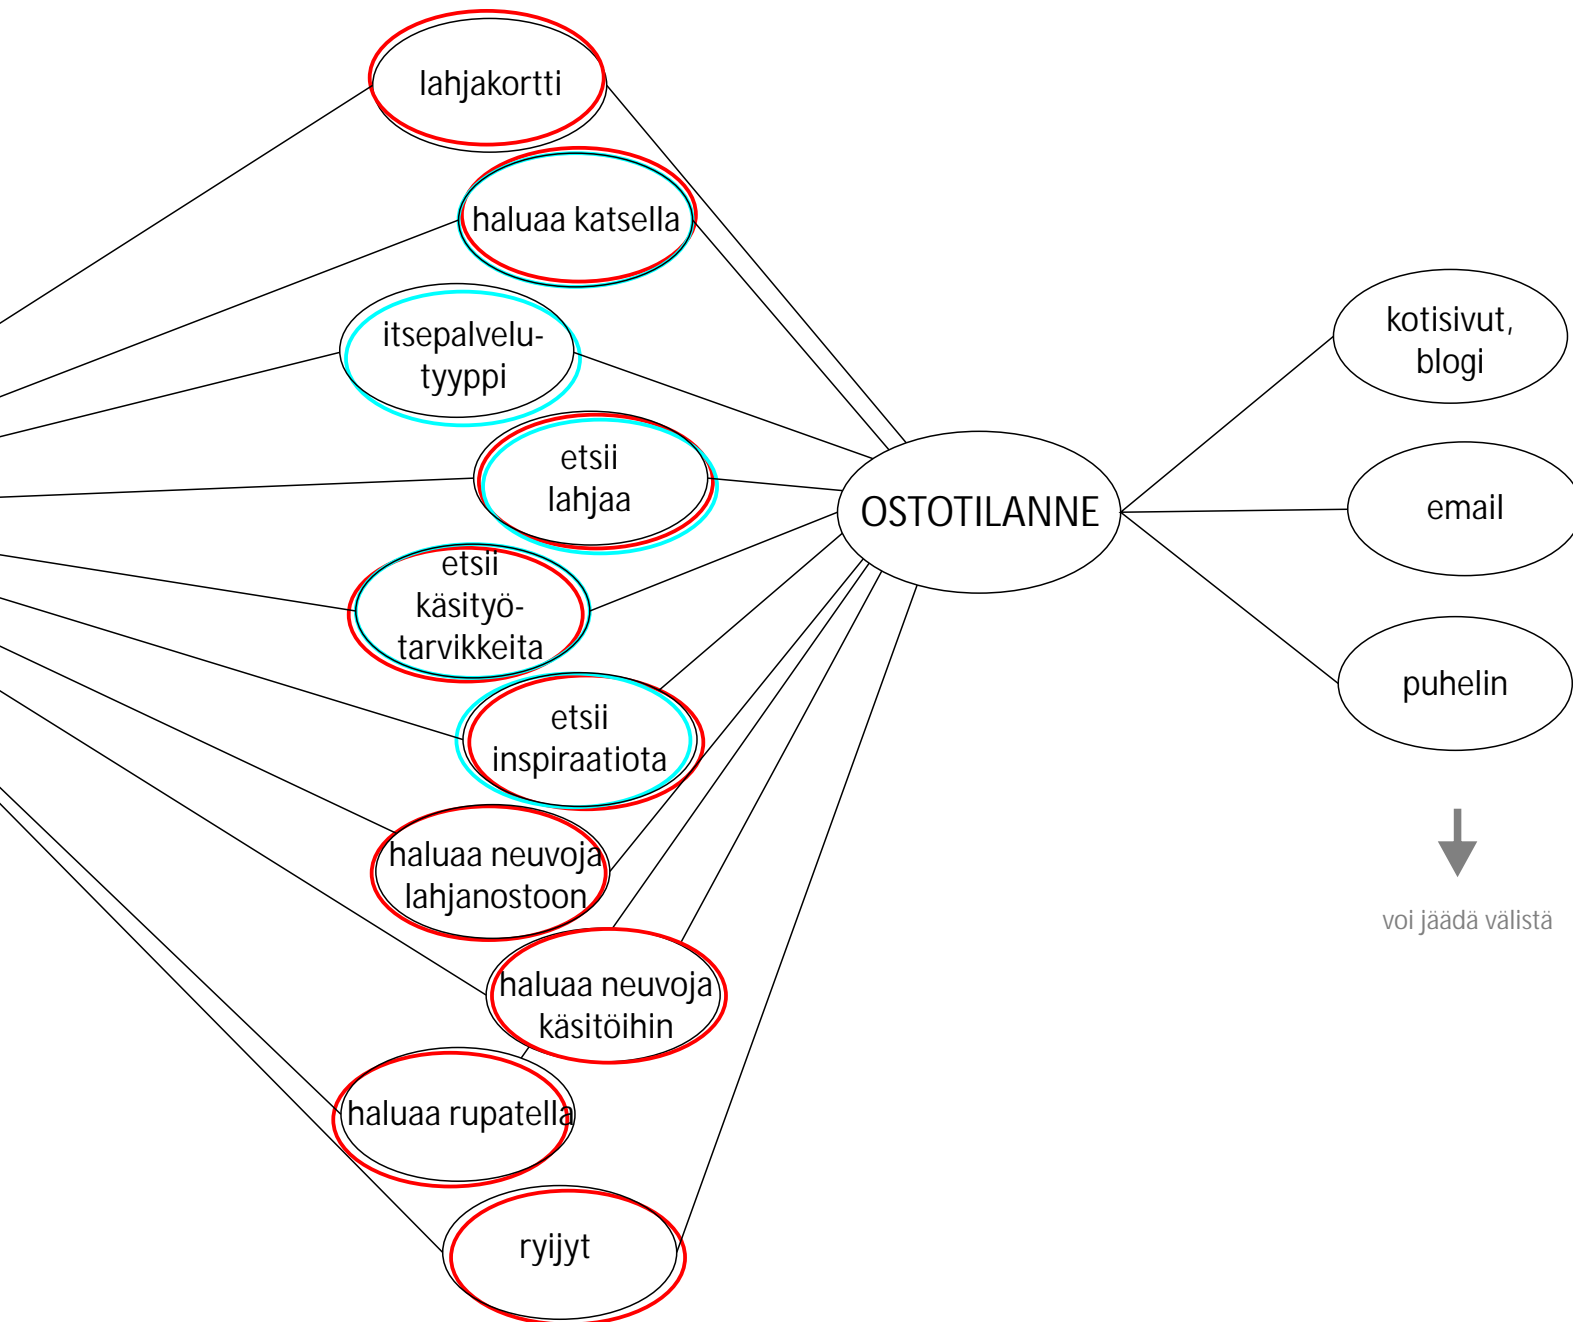 lahjakortti
haluaa katsella
itsepalvelu-
tyyppi
etsii
lahjaa
etsii
käsityö-
tarvikkeita
etsii
inspiraatiota
haluaa neuvoja
lahjanostoon
haluaa neuvoja
käsitöihin
haluaa rupatella
ryijyt
OSTOTILANNE
kotisivut,
blogi
email
puhelin
voi jäädä välistä